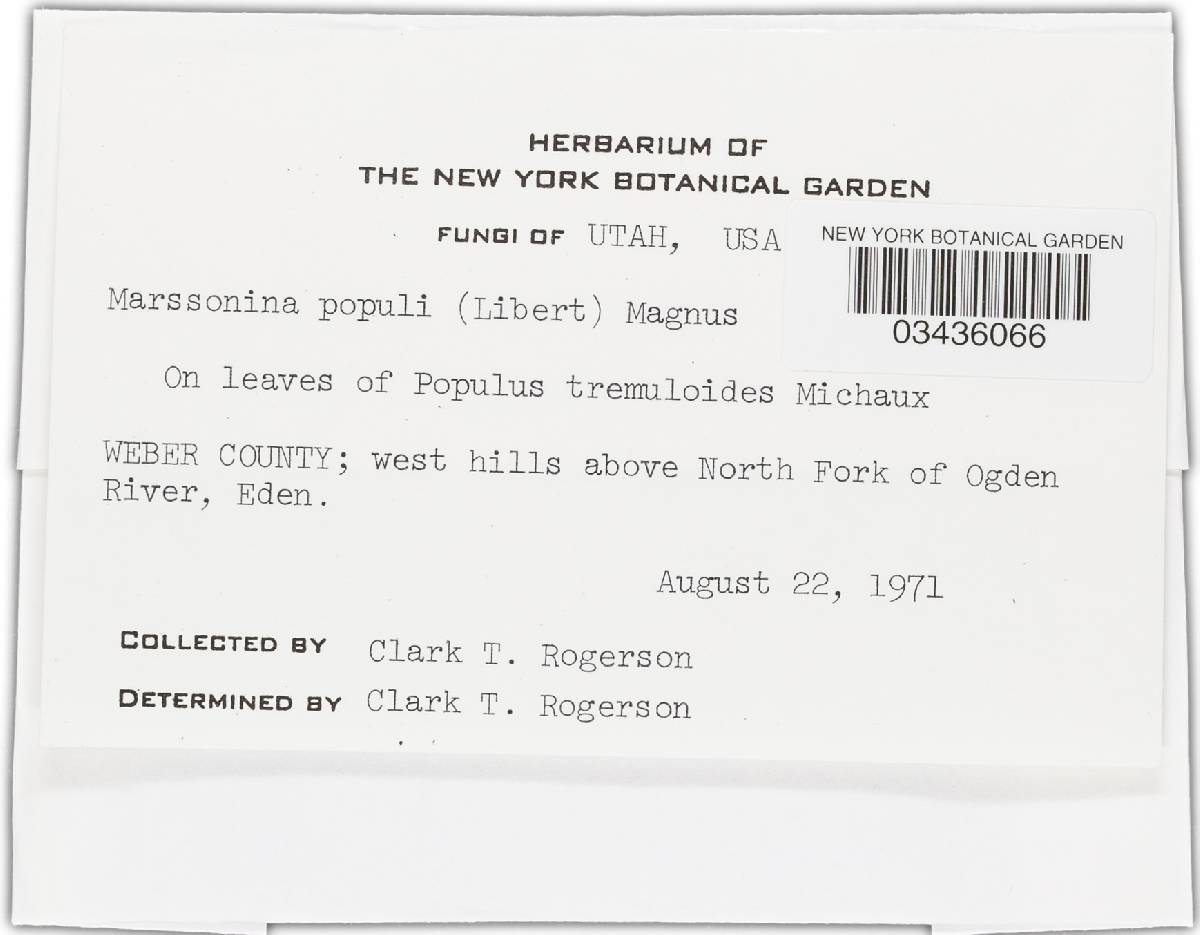 HERBARIUM OF
THE NEW YORK BOTANICAL GARDEN
FUNGI OF UTAH, USA
NEW YORK BOTANICAL GARDEN
03436066
Marssonina populi (Libert) Magnus
On leaves of Populus tremuloides Michaux
WEBER COUNTY; west hills above North Fork of Ogden
River, Eden.
August 22, 1971
COLLECTED BY Clark T. Rogerson
DETERMINED BY Clark T. Rogerson